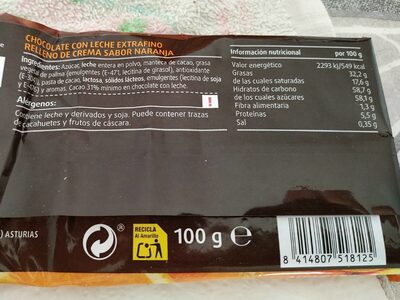 CHOCOLATE CON LECHE EXTRAFINO
RELLENO DE CREMA SABOR NARANJA
Ingredientes: Azúcar, leche entera en polvo, manteca de cacao, grasa
vegetal de palma (emulgentes (E-471, lecitina de girasol), antioxidante
pasta de cacao, lactosa, sólidos lácteos, emulgentes (lecitina de soja
y aromas. Cacao 31% mínimo en chocolate con leche.
Alérgenos:
Contiene leche y derivados y soja. Puede contener trazas
de cacahuetes y frutos de cáscara.
!
Información nutricional por 100 g
Valor energético 2293 kJ/549 kcal
Grasas 32,2 g
de las cuales saturadas 17,6 g
Hidratos de carbono 58,7 g
de los cuales azúcares 58,1 g
Fibra alimentaria 1,3 g
Proteínas 5,5 g
Sal 0,35 g
) ASTURIAS
RECICLA
Al Amarillo
100 g e
8 414807 518125